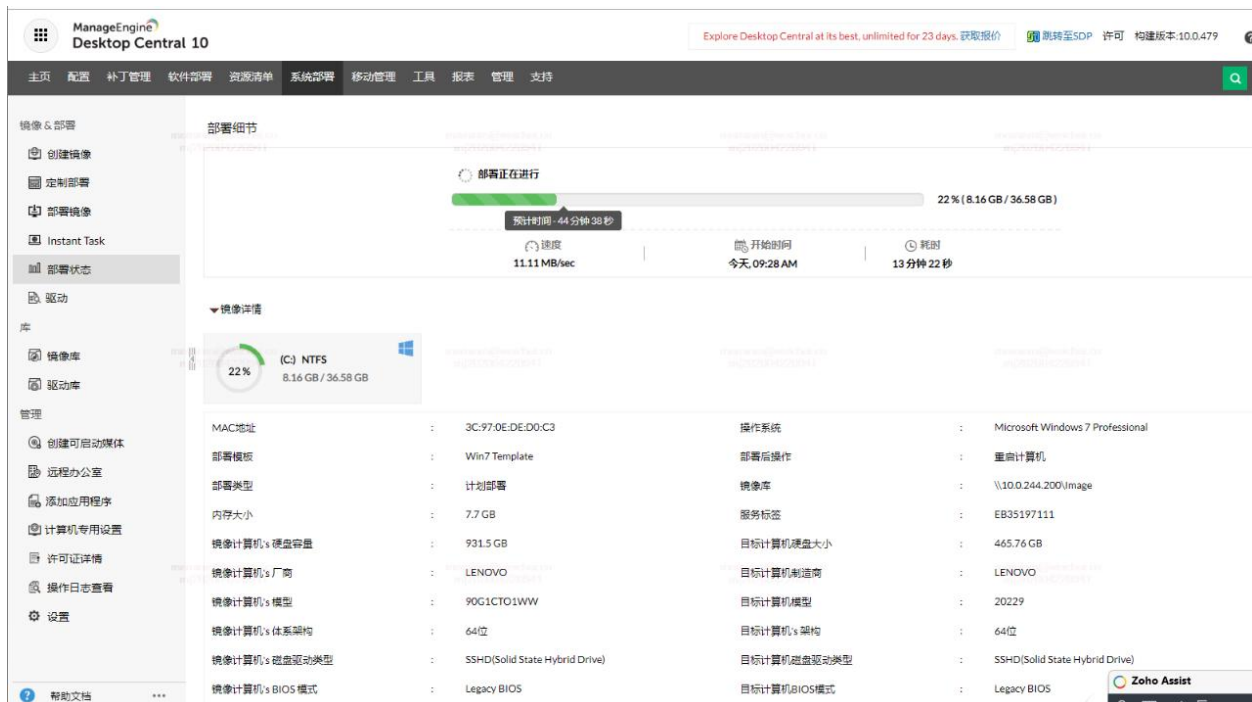 ManageEngine
Desktop Central 10
Explore Desktop Central at its best, unlimited for 23 days. 获取报价
跳转至SDP 许可 构建版本:10.0.479
主页 配置 补丁管理 软件部署 资源清单 系统部署 移动管理 工具 报表 管理 支持
镜像&部署
创建镜像
定制部署
部署镜像
Instant Task
部署状态
驱动
库
镜像库
驱动库
管理
创建可启动媒体
远程办公室
添加应用程序
计算机专用设置
许可证详情
操作日志查看
设置
帮助文档
部署细节
部署正在进行
22 % ( 8.16 GB / 36.58 GB )
预计时间 - 44 分钟 38 秒
速度 开始时间 耗时
11.11 MB/sec 今天, 09:28 AM 13 分钟 22 秒
镜像详情
22 %
(C:) NTFS
8.16 GB / 36.58 GB
MAC地址 : 3C:97:0E:DE:D0:C3 操作系统 : Microsoft Windows 7 Professional
部署模板 : Win7 Template 部署后操作 : 重启计算机
部署类型 : 计划部署 镜像库 : \\10.0.244.200\Image
内存大小 : 7.7 GB 服务标签 : EB35197111
镜像计算机's 硬盘容量 : 931.5 GB 目标计算机硬盘大小 : 465.76 GB
镜像计算机's 厂商 : LENOVO 目标计算机制造商 : LENOVO
镜像计算机's 模型 : 90G1CTO1WW 目标计算机模型 : 20229
镜像计算机's 体系架构 : 64位 目标计算机's 架构 : 64位
镜像计算机's 磁盘驱动类型 : SSHD(Solid State Hybrid Drive) 目标计算机磁盘驱动类型 : SSHD(Solid State Hybrid Drive)
镜像计算机's BIOS 模式 : Legacy BIOS 目标计算机BIOS模式 : Legacy BIOS
Zoho Assist